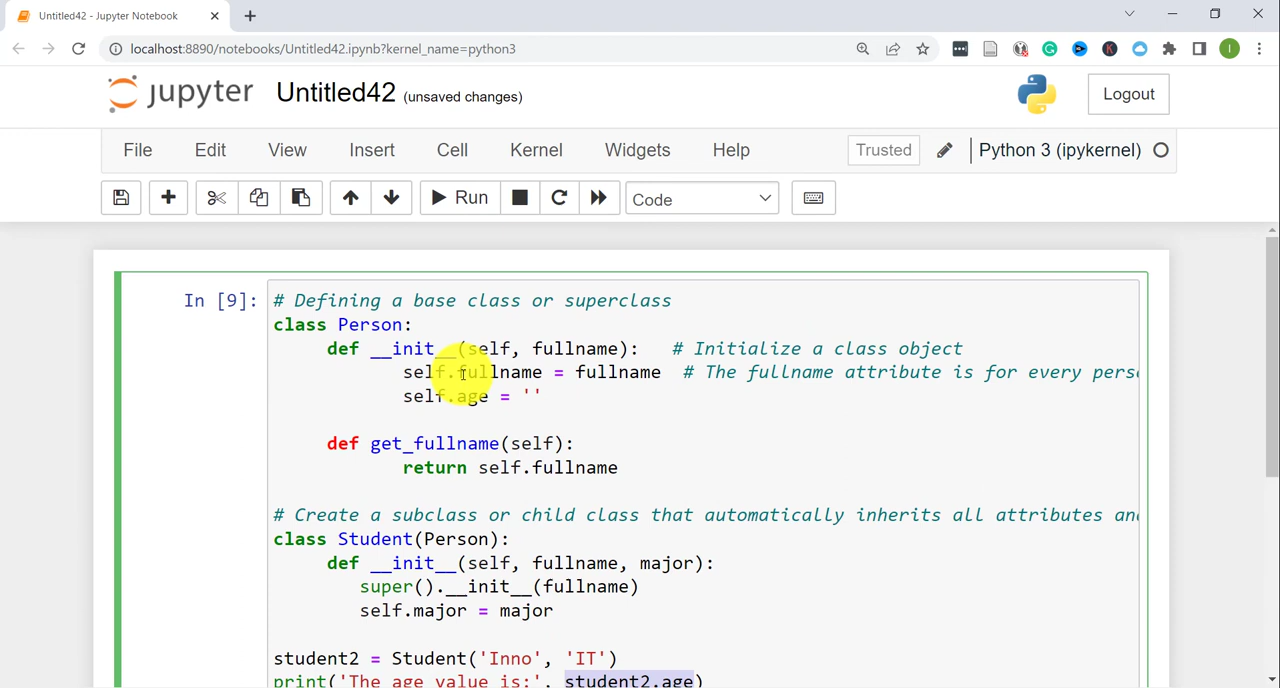 Untitled42 - Jupyter Notebook
localhost:8890/notebooks/Untitled42.ipynb?kernel_name=python3
I
jupyter Untitled42 (unsaved changes)
Logout
File Edit View Insert Cell Kernel Widgets Help Trusted Python 3 (ipykernel)
Run Code
In [9]: # Defining a base class or superclass
class Person:
def __init__(self, fullname): # Initialize a class object
self.fullname = fullname # The fullname attribute is for every
self.age = ''
def get_fullname(self):
return self.fullname
# Create a subclass or child class that automatically inherits all attributes
class Student(Person):
def __init__(self, fullname, major):
super().__init__(fullname)
self.major = major
student2 = Student('Inno', 'IT')
print('The age value is:', student2.age)